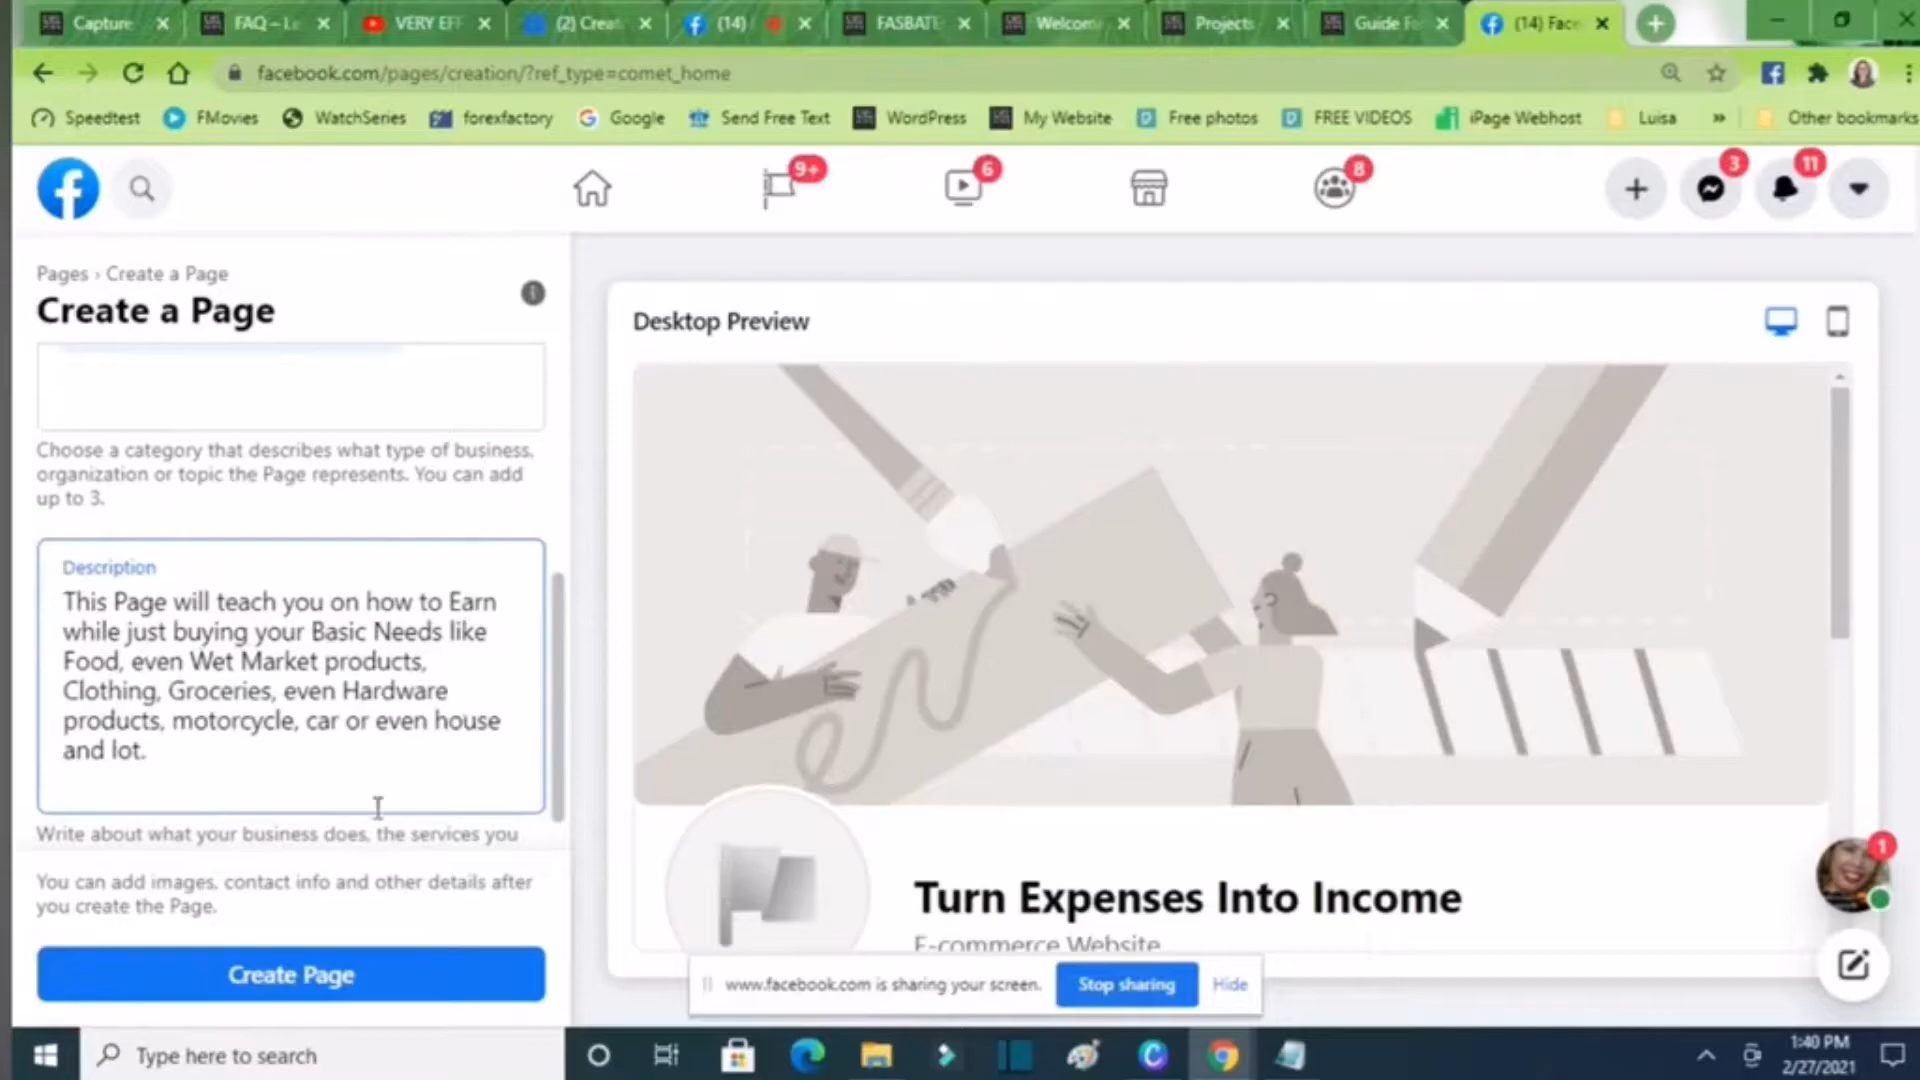 Capture
FAQ – Le
VERY EFF
(2) Creat
(14)
FASBATE
Welcom
Projects
Guide Fo
(14) Face
facebook.com/pages/creation/?ref_type=comet_home
Speedtest
FMovies
WatchSeries
forexfactory
Google
Send Free Text
WordPress
My Website
Free photos
FREE VIDEOS
iPage Webhost
Luisa
»
Other bookmarks
9+
6
8
3
11
Pages › Create a Page
Create a Page
Choose a category that describes what type of business,
organization or topic the Page represents. You can add
up to 3.
Description
This Page will teach you on how to Earn
while just buying your Basic Needs like
Food, even Wet Market products,
Clothing, Groceries, even Hardware
products, motorcycle, car or even house
and lot.
Write about what your business does, the services you
You can add images, contact info and other details after
you create the Page.
Create Page
Desktop Preview
Turn Expenses Into Income
E-commerce Website
1
www.facebook.com is sharing your screen.
Stop sharing
Hide
Type here to search
1:40 PM
2/27/2021